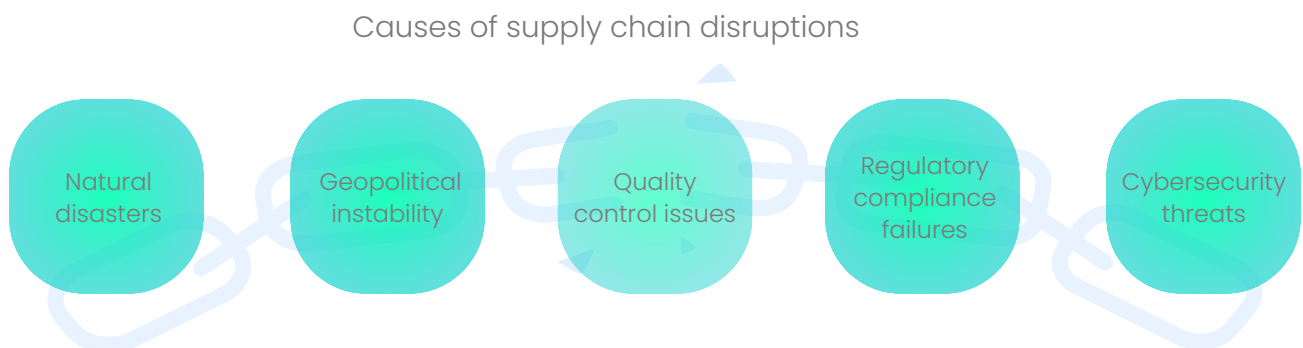 Causes of supply chain disruptions
Natural
disasters
Geopolitical
instability
Quality
control issues
Regulatory
compliance
failures
Cybersecurity
threats